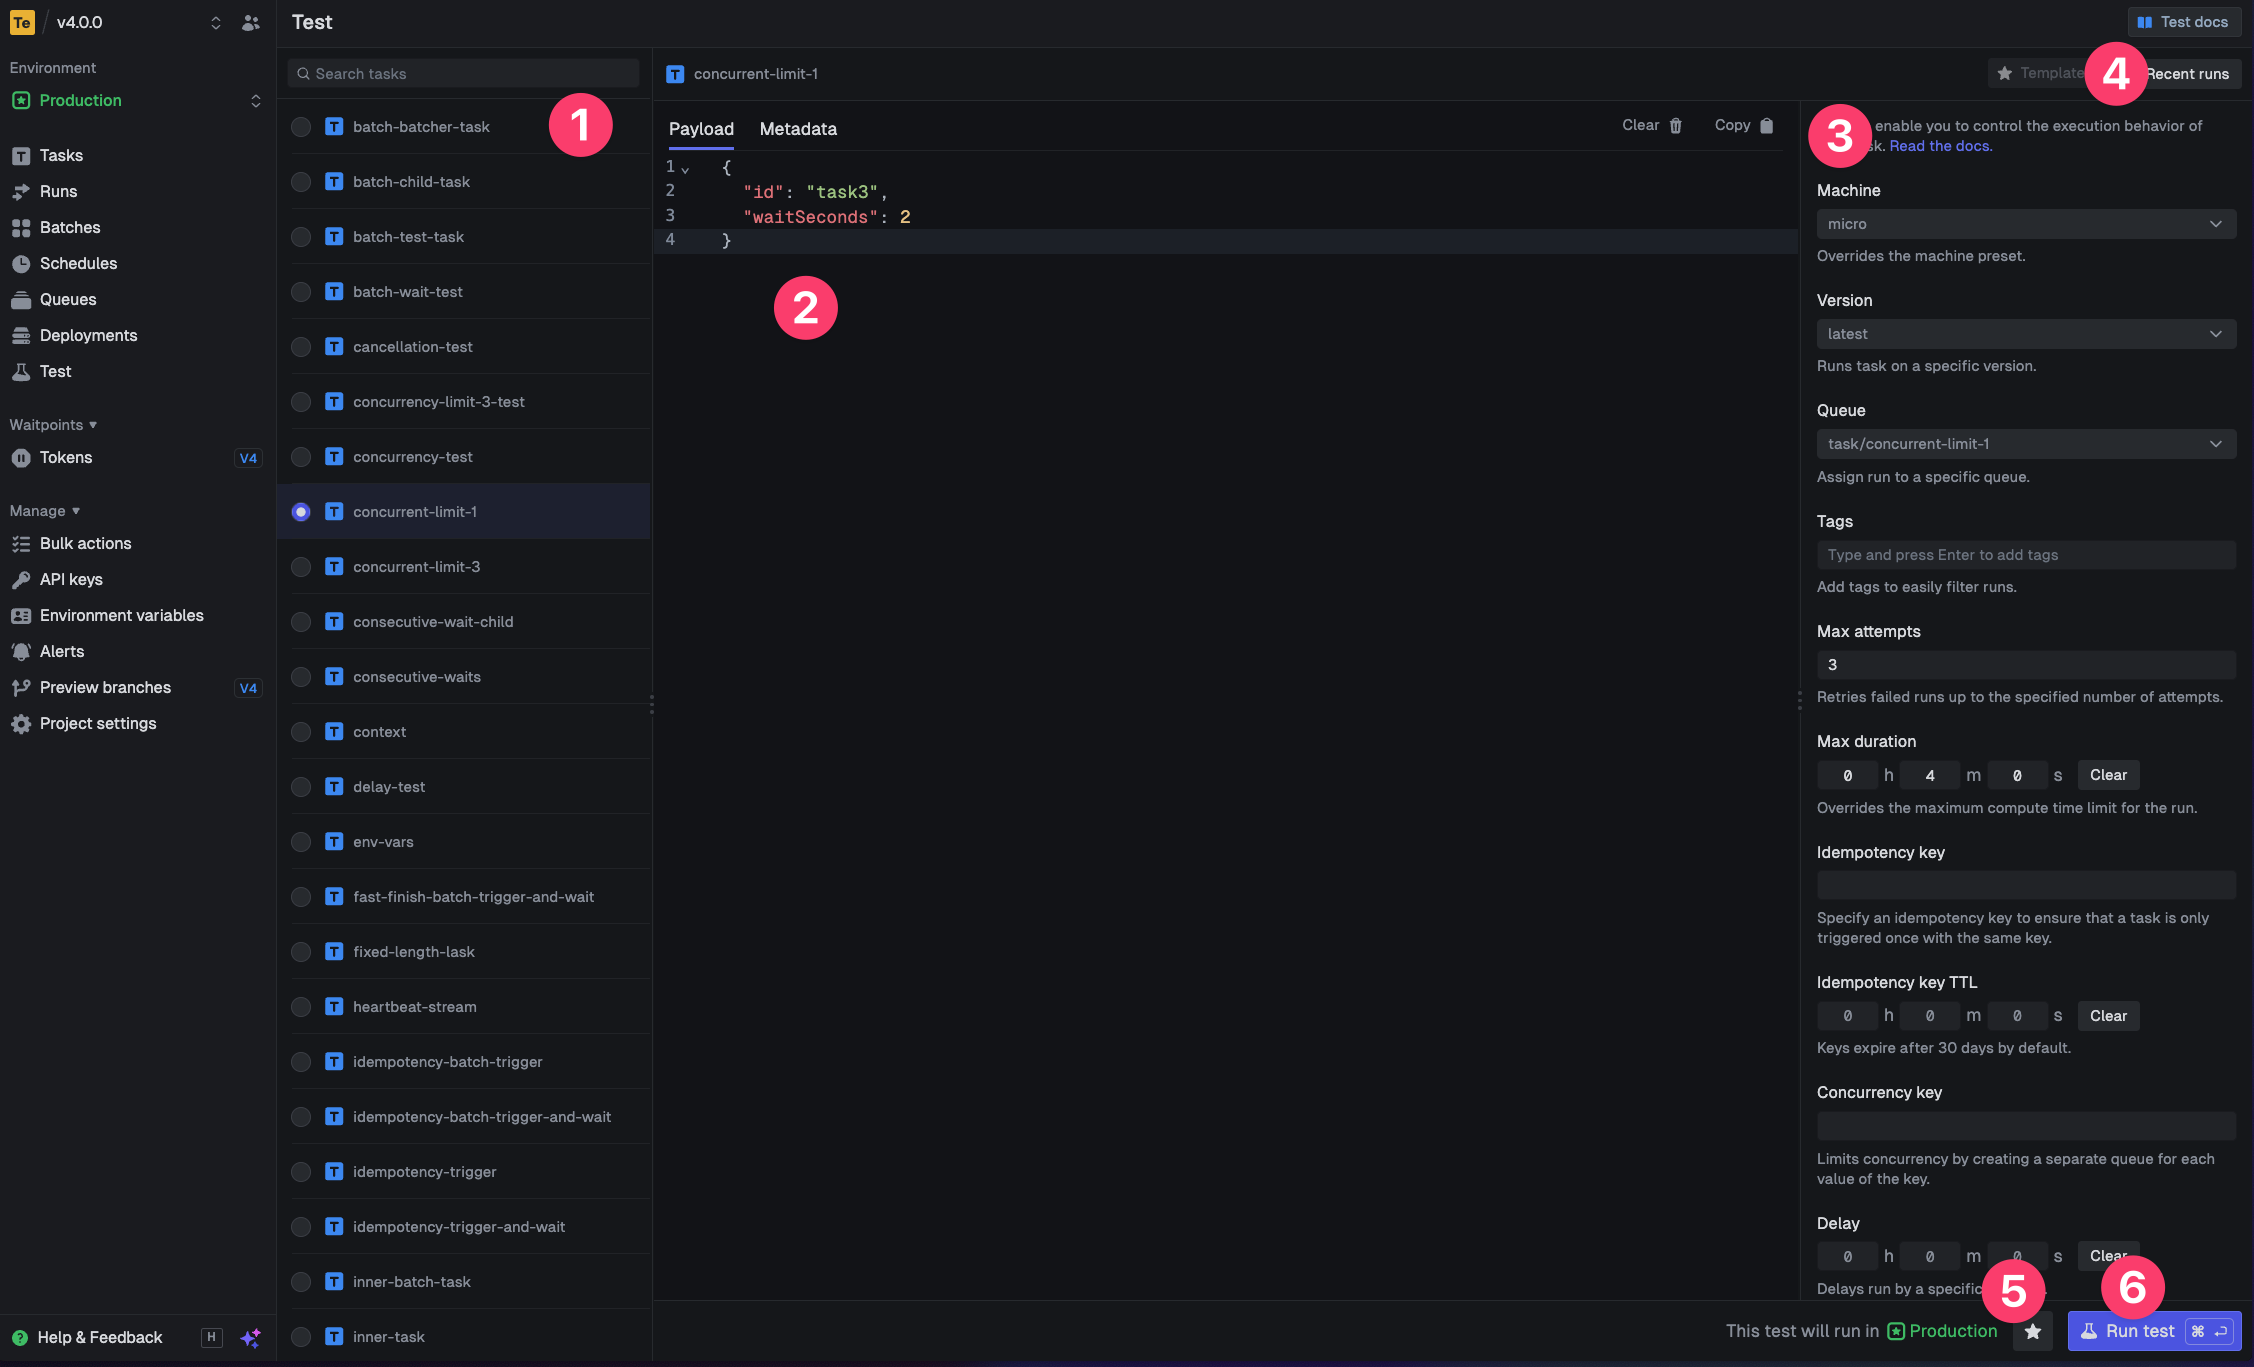 Te / v4.0.0
Environment
Production
Tasks
Runs
Batches
Schedules
Queues
Deployments
Test
Waitpoints
Tokens V4
Manage
Bulk actions
API keys
Environment variables
Alerts
Preview branches V4
Project settings
Help & Feedback H
Test
Test docs
Search tasks
1
T batch-batcher-task
T batch-child-task
T batch-test-task
T batch-wait-test
T cancellation-test
T concurrency-limit-3-test
T concurrency-test
T concurrent-limit-1
T concurrent-limit-3
T consecutive-wait-child
T consecutive-waits
T context
T delay-test
T env-vars
T fast-finish-batch-trigger-and-wait
T fixed-length-lask
T heartbeat-stream
T idempotency-batch-trigger
T idempotency-batch-trigger-and-wait
T idempotency-trigger
T idempotency-trigger-and-wait
T inner-batch-task
T inner-task
T concurrent-limit-1
Template
4
Recent runs
Payload Metadata
Clear Copy
1 {
2 "id": "task3",
3 "waitSeconds": 2
4 }
2
3
enable you to control the execution behavior of
Read the docs.
Machine
micro
Overrides the machine preset.
Version
latest
Runs task on a specific version.
Queue
task/concurrent-limit-1
Assign run to a specific queue.
Tags
Type and press Enter to add tags
Add tags to easily filter runs.
Max attempts
3
Retries failed runs up to the specified number of attempts.
Max duration
0 h 4 m 0 s Clear
Overrides the maximum compute time limit for the run.
Idempotency key
Specify an idempotency key to ensure that a task is only
triggered once with the same key.
Idempotency key TTL
0 h 0 m 0 s Clear
Keys expire after 30 days by default.
Concurrency key
Limits concurrency by creating a separate queue for each
value of the key.
Delay
0 h 0 m 0 s Clear
Delays run by a specific
5
6
This test will run in Production
Run test ⌘ ↵